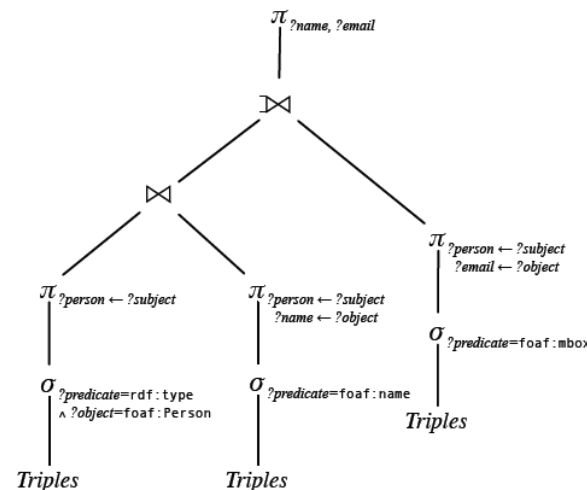 π ?name, ?email
⟕
⋈
π ?person ← ?subject
?email ← ?object
π ?person ← ?subject
π ?person ← ?subject
?name ← ?object
σ ?predicate=foaf:mbox
σ ?predicate=rdf:type
∧ ?object=foaf:Person
σ ?predicate=foaf:name
Triples
Triples
Triples